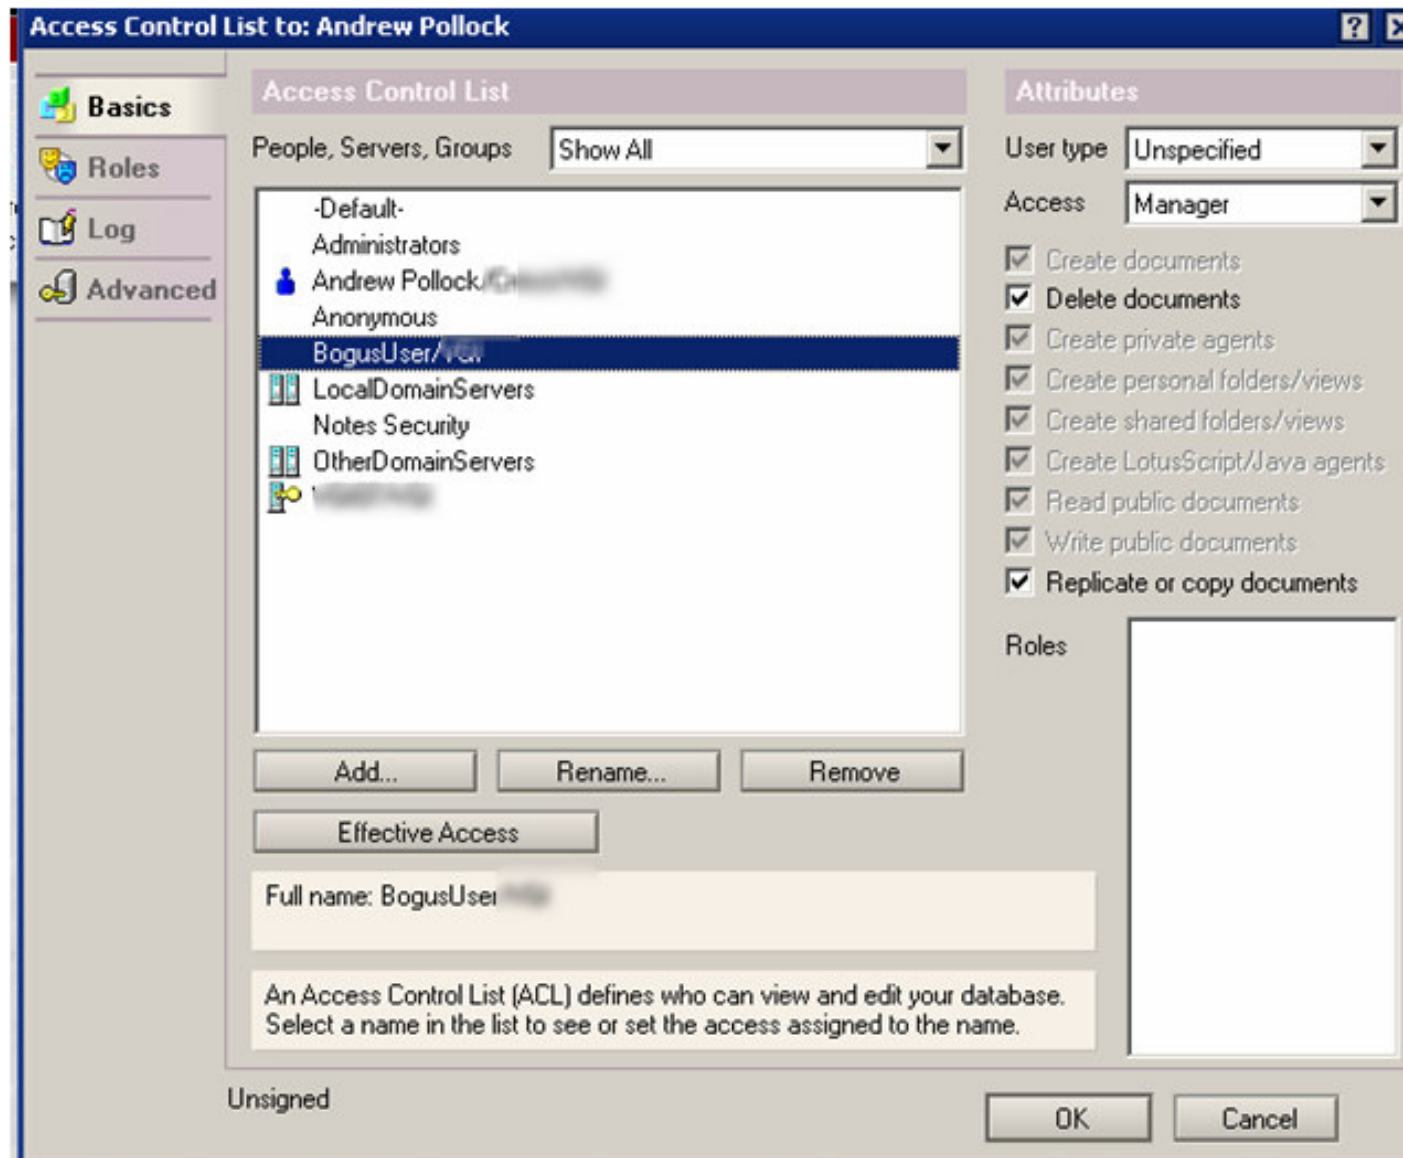 Access Control List to: Andrew Pollock
Basics
Roles
Log
Advanced
Access Control List
People, Servers, Groups Show All
-Default-
Administrators
Andrew Pollock
Anonymous
BogusUser/
LocalDomainServers
Notes Security
OtherDomainServers
Add... Rename... Remove
Effective Access
Full name: BogusUser
An Access Control List (ACL) defines who can view and edit your database.
Select a name in the list to see or set the access assigned to the name.
Attributes
User type Unspecified
Access Manager
Create documents
Delete documents
Create private agents
Create personal folders/views
Create shared folders/views
Create LotusScript/Java agents
Read public documents
Write public documents
Replicate or copy documents
Roles
Unsigned
OK Cancel